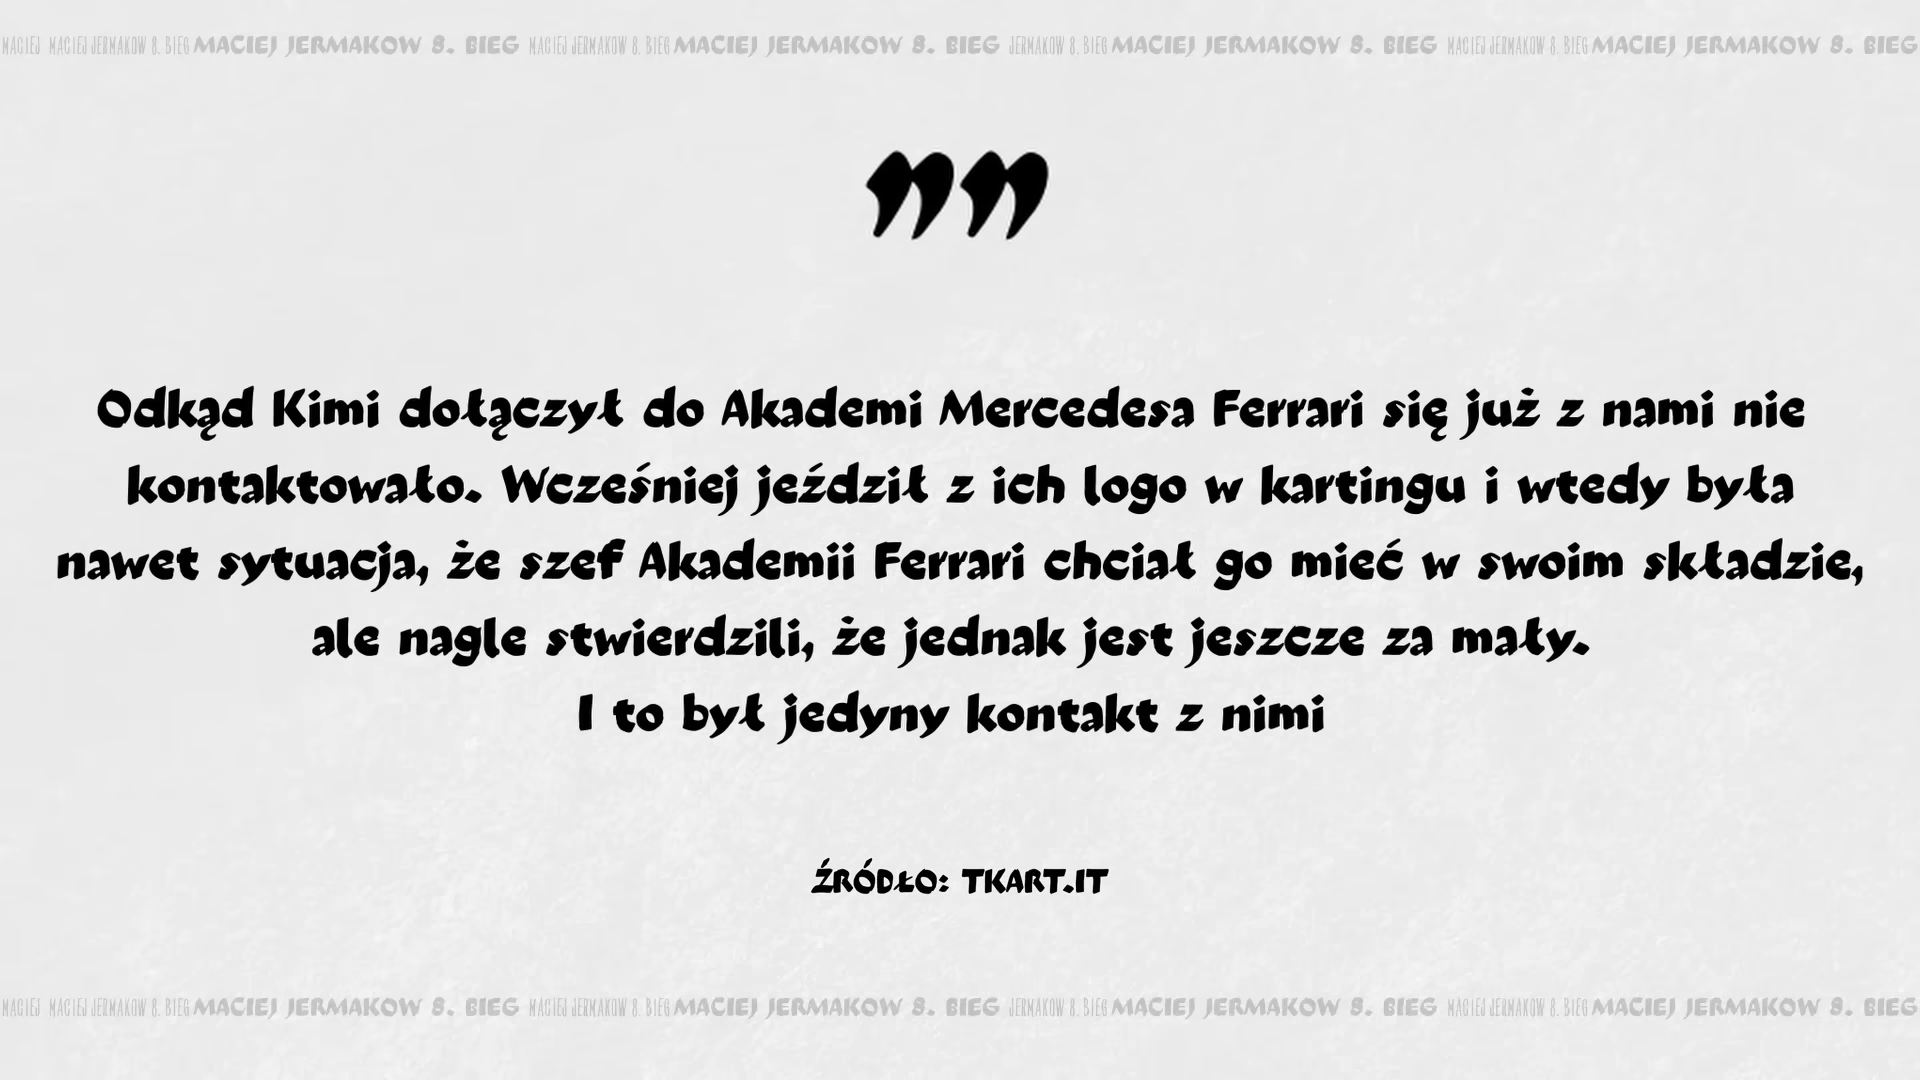 MACIEJ MACIEJ JERMAKOW 8. BIEG MACIEJ JERMAKOW 8. BIEG MACIEJ JERMAKOW 8. BIEG MACIEJ JERMAKOW 8. BIEG JERMAKOW 8. BIEG MACIEJ JERMAKOW 8. BIEG MACIEJ JERMAKOW 8. BIEG MACIEJ JERMAKOW 8. BIEG
""
Odkąd Kimi dołączył do Akademi Mercedesa Ferrari się już z nami nie
kontaktowało. Wcześniej jeździł z ich logo w kartingu i wtedy była
nawet sytuacja, że szef Akademii Ferrari chciał go mieć w swoim składzie,
ale nagle stwierdzili, że jednak jest jeszcze za mały.
I to był jedyny kontakt z nimi
ŹRÓDŁO: TKART.IT
MACIEJ MACIEJ JERMAKOW 8. BIEG MACIEJ JERMAKOW 8. BIEG MACIEJ JERMAKOW 8. BIEG MACIEJ JERMAKOW 8. BIEG JERMAKOW 8. BIEG MACIEJ JERMAKOW 8. BIEG MACIEJ JERMAKOW 8. BIEG MACIEJ JERMAKOW 8. BIEG